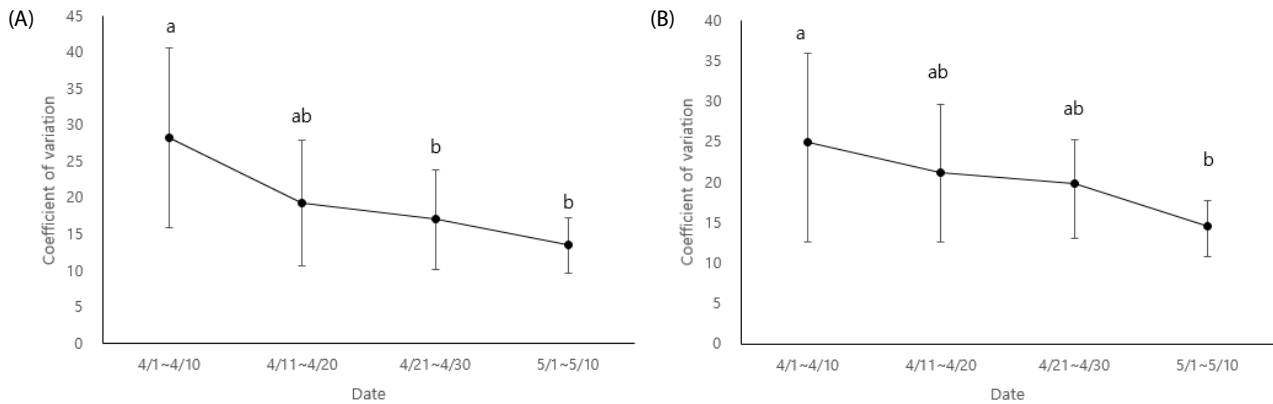 (A)
Coefficient of variation
45
40
35
30
25
20
15
10
5
0
a
ab
b
b
4/1~4/10
4/11~4/20
4/21~4/30
5/1~5/10
Date
(B)
Coefficient of variation
40
35
30
25
20
15
10
5
0
a
ab
ab
b
4/1~4/10
4/11~4/20
4/21~4/30
5/1~5/10
Date